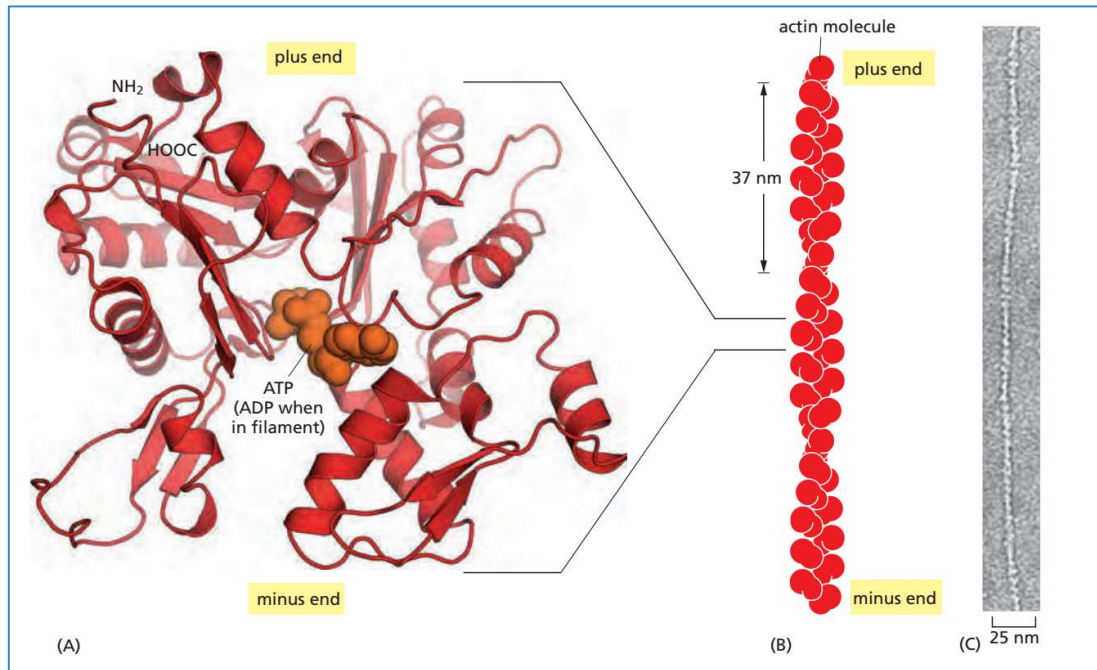 plus end
NH₂
HOOC
ATP
(ADP when
in filament)
minus end
(A)
actin molecule
plus end
37 nm
minus end
(B)
(C)
25 nm